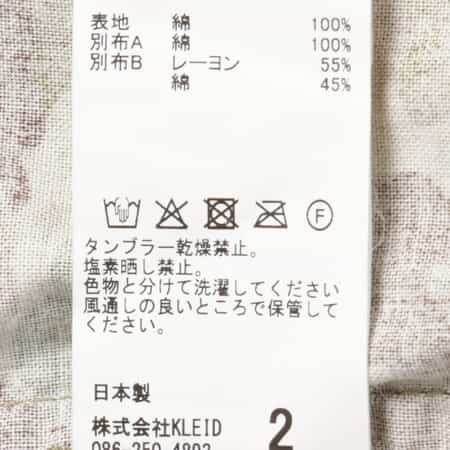 表地 綿 100%
別布A 綿 100%
別布B レーヨン 55%
綿 45%
F
タンブラー乾燥禁止。
塩素晒し禁止。
色物と分けて洗濯してください
風通しの良いところで保管して
ください。
日本製
株式会社KLEID 2